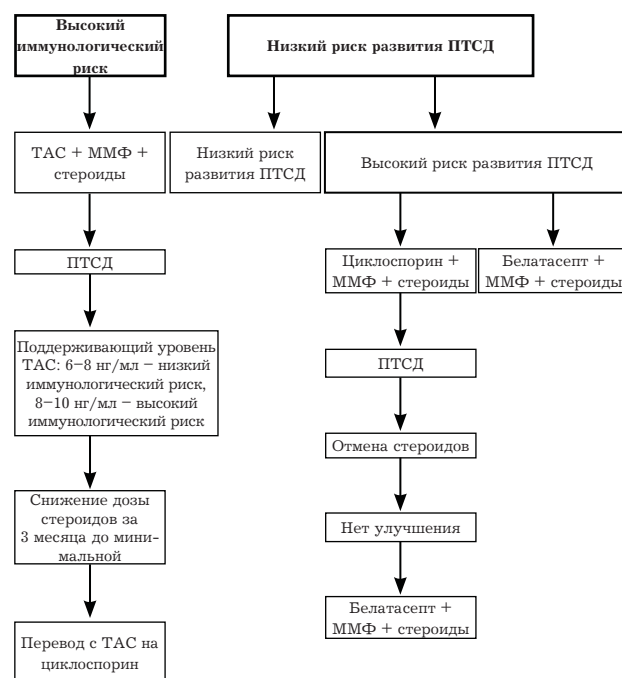 Высокий
иммунологический
риск
Низкий риск развития ПТСД
ТАС + ММФ +
стероиды
Низкий риск
развития ПТСД
Высокий риск развития ПТСД
ПТСД
Циклоспорин +
ММФ + стероиды
Белатасепт +
ММФ + стероиды
Поддерживающий уровень
ТАС: 6–8 нг/мл – низкий
иммунологический риск,
8–10 нг/мл – высокий
иммунологический риск
ПТСД
Отмена стероидов
Снижение дозы
стероидов за
3 месяца до мини-
мальной
Нет улучшения
Белатасепт +
ММФ + стероиды
Перевод с ТАС на
циклоспорин